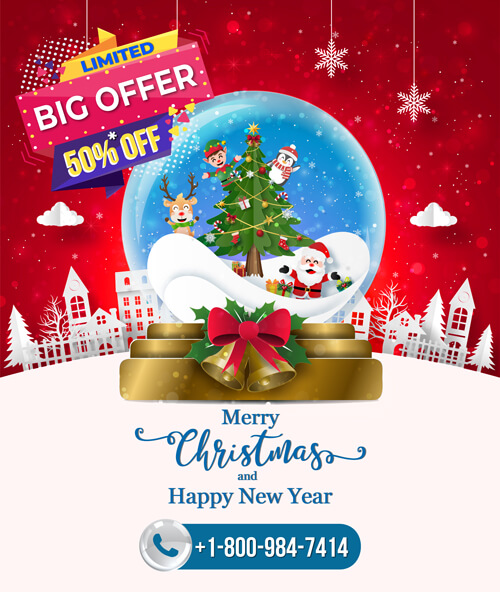 LIMITED
BIG OFFER
50% OFF
Merry
Christmas
and
Happy New Year
+1-800-984-7414